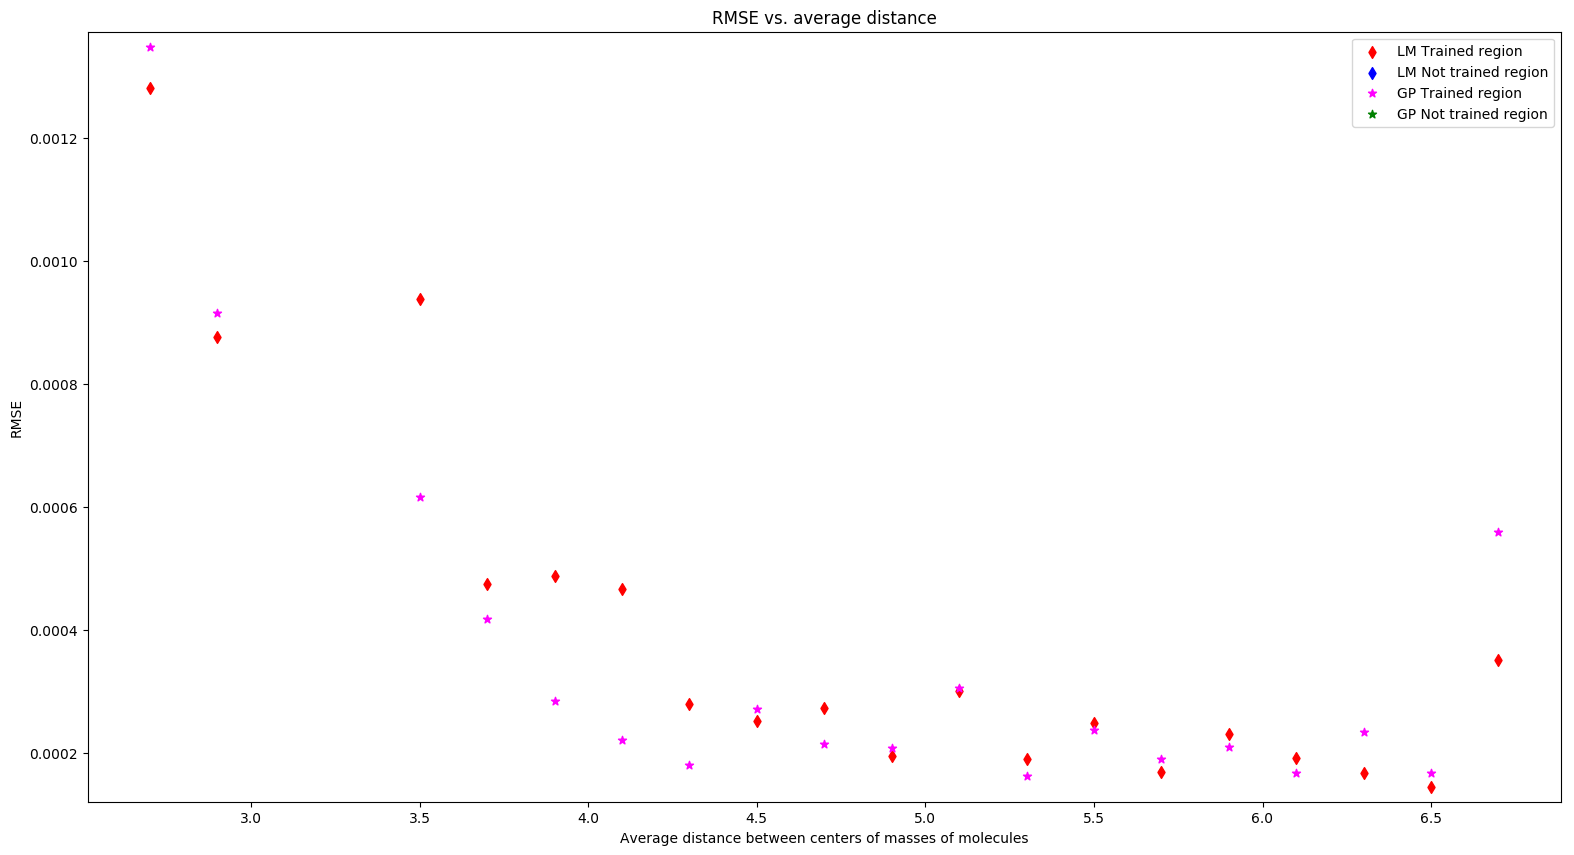 RMSE vs. average distance
LM Trained region
LM Not trained region
GP Trained region
GP Not trained region
RMSE
0.0012
0.0010
0.0008
0.0006
0.0004
0.0002
3.0 3.5 4.0 4.5 5.0 5.5 6.0 6.5
Average distance between centers of masses of molecules